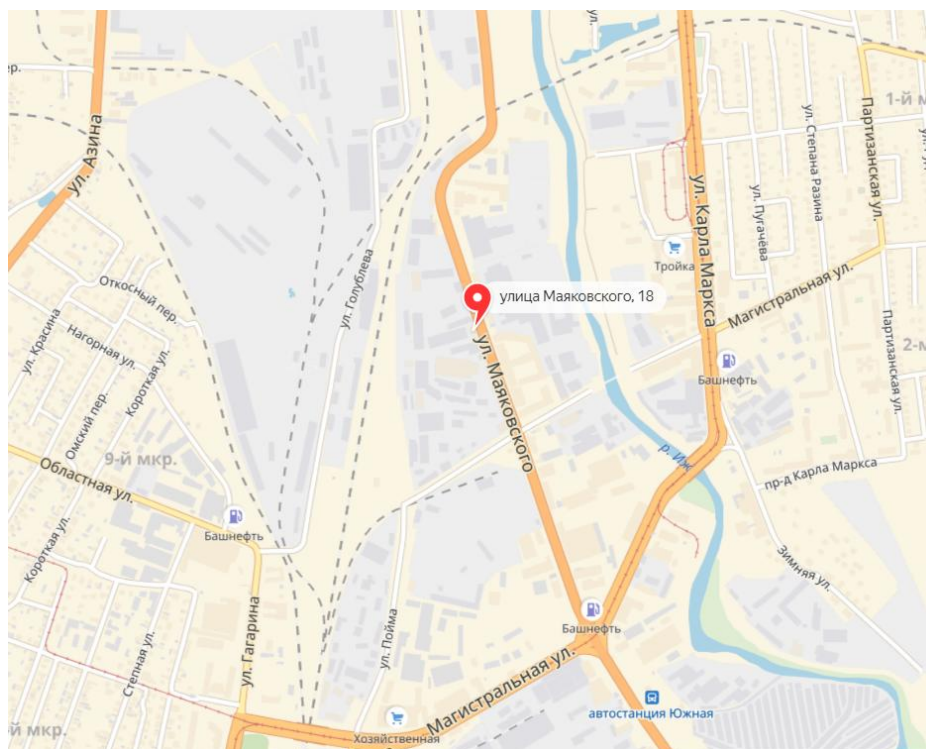 ер.
ул. Азина
1-й м
Партизанская ул.
ул. Степана Разина
ул. Карла Маркса
ул. Пугачёва
Тройка
ул. Голублева
Откосный пер.
улица Маяковского, 18
Магистральная ул.
ул. Красина
Нагорная ул.
Короткая ул.
Партизанская ул.
2-м
ул. Маяковского
Башнефть
Омский пер.
9-й мкр.
р. Иж
пр-д Карла Маркса
Областная ул.
Башнефть
Короткая ул.
Зимняя ул.
Башнефть
ул. Гагарина
ул. Пойма
Степная ул.
Магистральная ул.
автостанция Южная
Хозяйственная
й мкр.